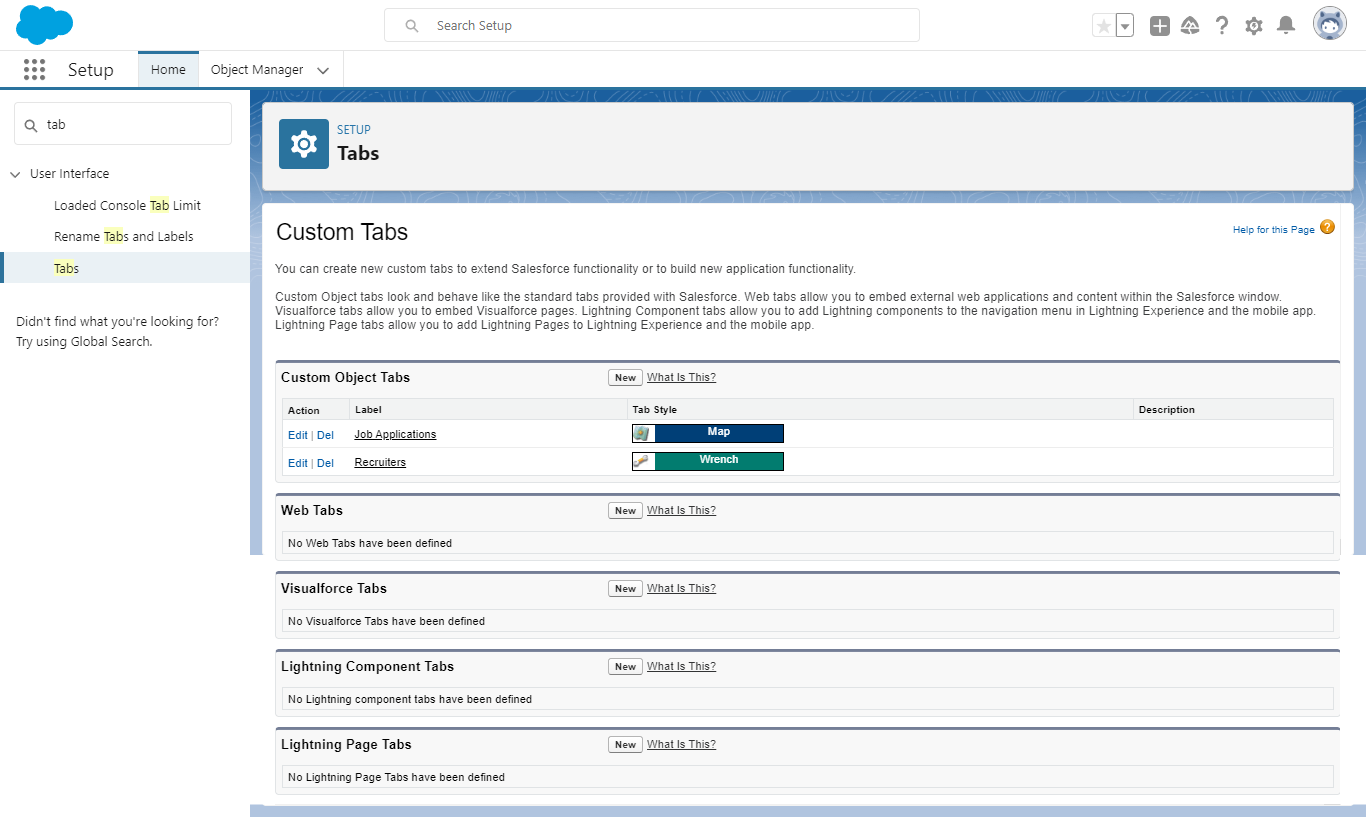 Search Setup
Setup
Home
Object Manager
tab
User Interface
Loaded Console Tab Limit
Rename Tabs and Labels
Tabs
Didn't find what you're looking for?
Try using Global Search.
SETUP
Tabs
Custom Tabs
Help for this Page
You can create new custom tabs to extend Salesforce functionality or to build new application functionality.
Custom Object tabs look and behave like the standard tabs provided with Salesforce. Web tabs allow you to embed external web applications and content within the Salesforce window.
Visualforce tabs allow you to embed Visualforce pages. Lightning Component tabs allow you to add Lightning components to the navigation menu in Lightning Experience and the mobile app.
Lightning Page tabs allow you to add Lightning Pages to Lightning Experience and the mobile app.
Custom Object Tabs New What Is This?
Action Label Tab Style Description
Edit | Del Job Applications Map
Edit | Del Recruiters Wrench
Web Tabs New What Is This?
No Web Tabs have been defined
Visualforce Tabs New What Is This?
No Visualforce Tabs have been defined
Lightning Component Tabs New What Is This?
No Lightning component tabs have been defined
Lightning Page Tabs New What Is This?
No Lightning Page Tabs have been defined